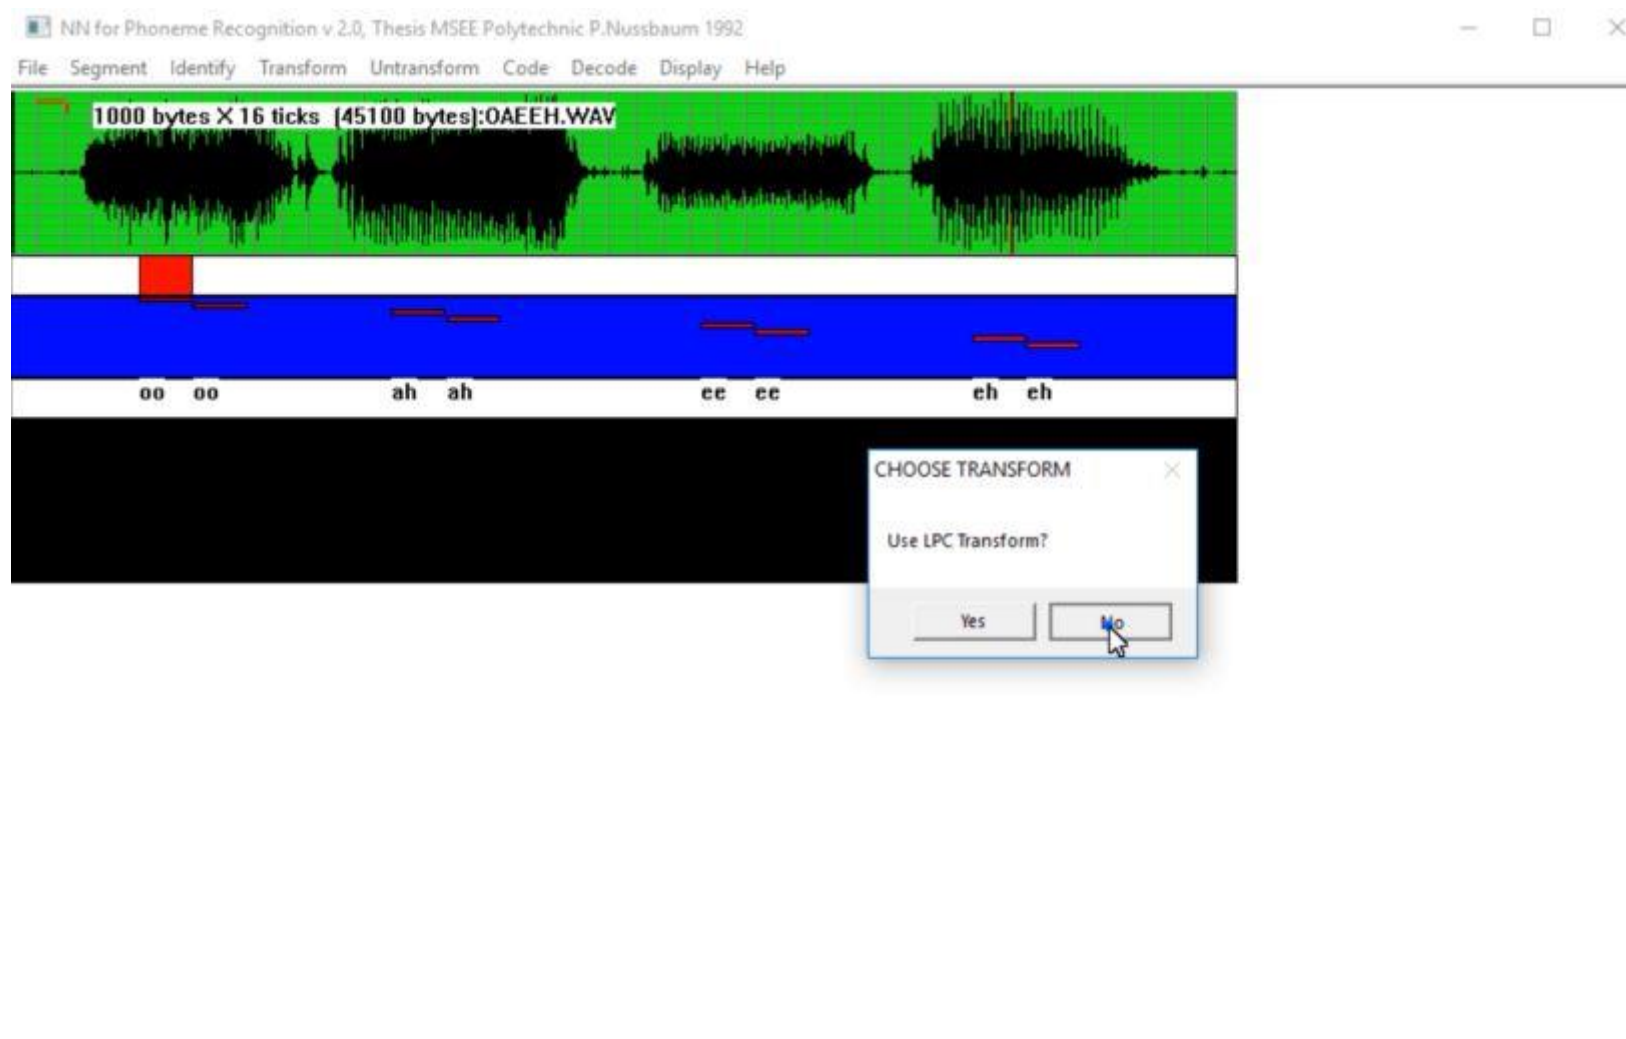 NN for Phoneme Recognition v 2.0, Thesis MSEE Polytechnic P.Nussbaum 1992
File Segment Identify Transform Untransform Code Decode Display Help
1000 bytes X 16 ticks (45100 bytes):OAEEH.WAV
oo oo ah ah ee ee eh eh
CHOOSE TRANSFORM
Use LPC Transform?
Yes No